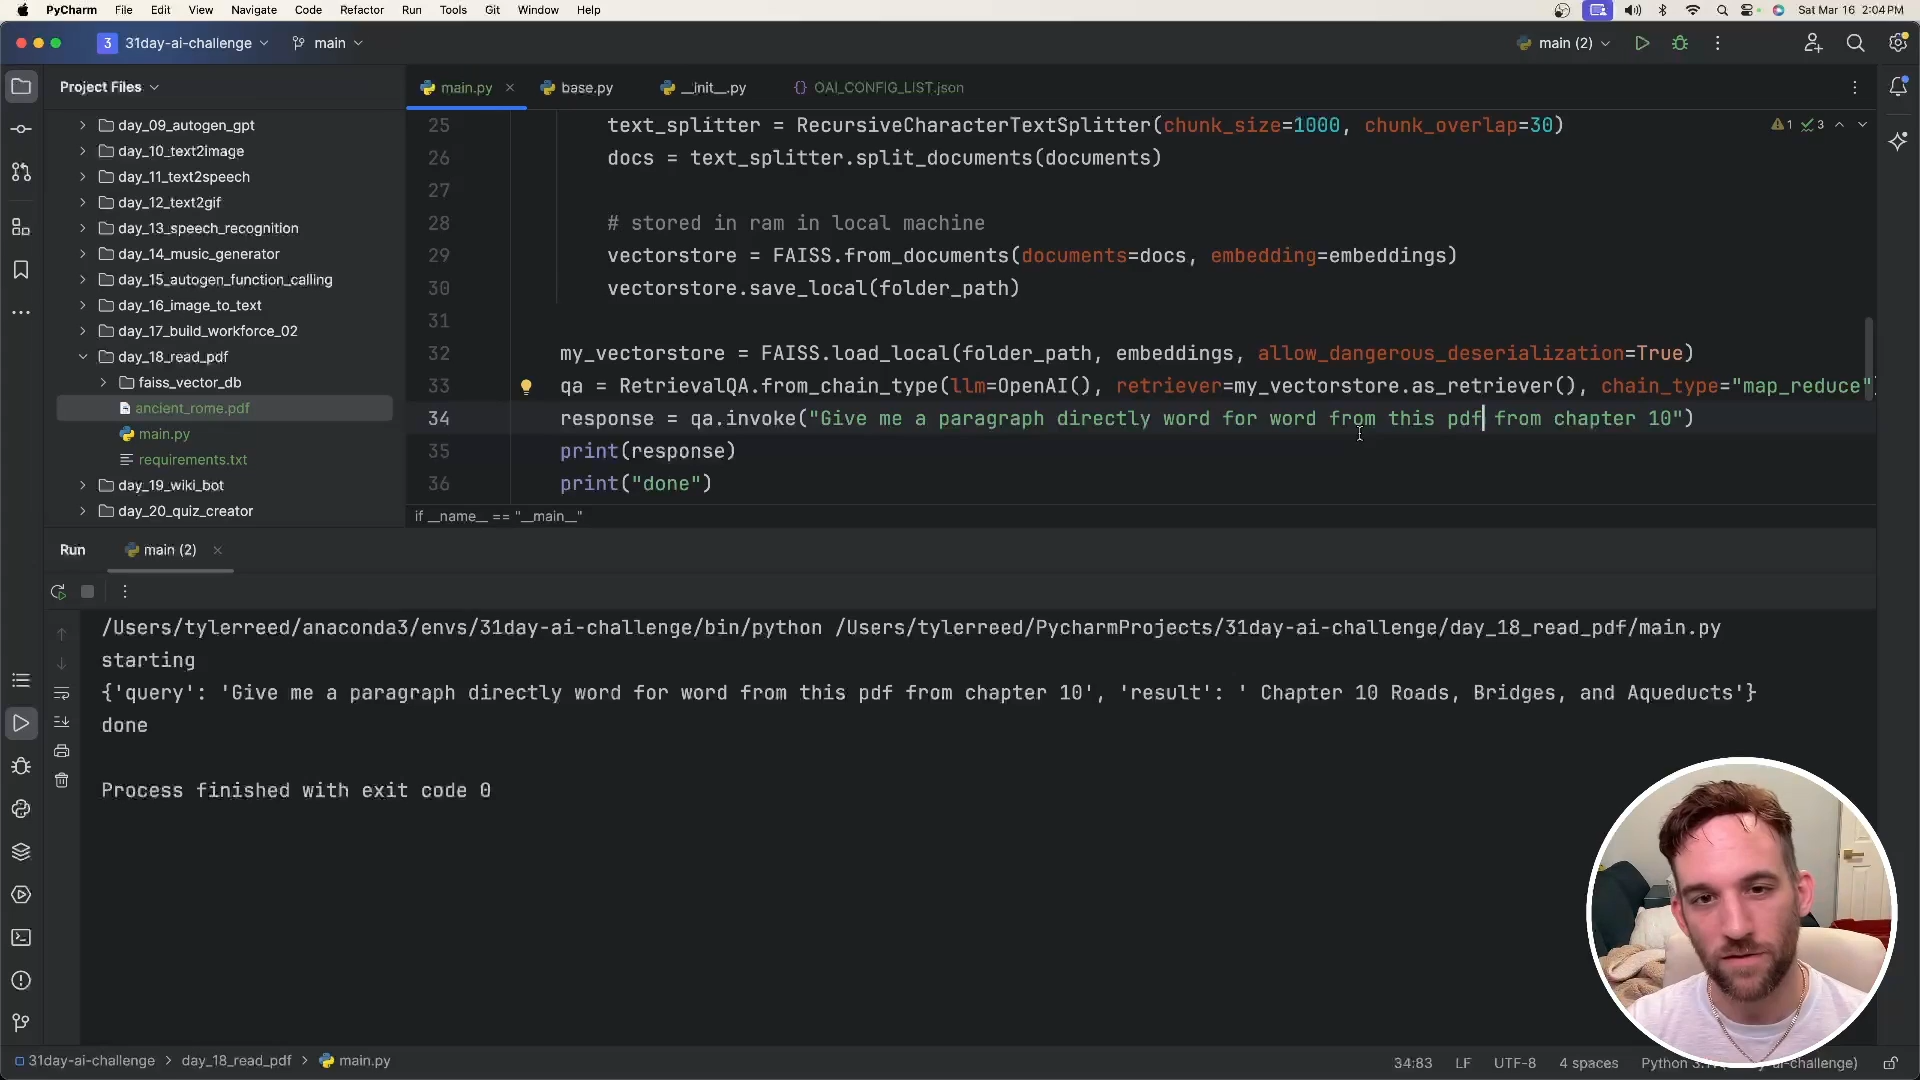 PyCharm File Edit View Navigate Code Refactor Run Tools Git Window Help Sat Mar 16 2:04 PM
3 31day-ai-challenge main main (2)
Project Files
day_09_autogen_gpt
day_10_text2image
day_11_text2speech
day_12_text2gif
day_13_speech_recognition
day_14_music_generator
day_15_autogen_function_calling
day_16_image_to_text
day_17_build_workforce_02
day_18_read_pdf
faiss_vector_db
ancient_rome.pdf
main.py
requirements.txt
day_19_wiki_bot
day_20_quiz_creator
main.py base.py __init__.py OAI_CONFIG_LIST.json
1 3
25 text_splitter = RecursiveCharacterTextSplitter(chunk_size=1000, chunk_overlap=30)
26 docs = text_splitter.split_documents(documents)
27
28 # stored in ram in local machine
29 vectorstore = FAISS.from_documents(documents=docs, embedding=embeddings)
30 vectorstore.save_local(folder_path)
31
32 my_vectorstore = FAISS.load_local(folder_path, embeddings, allow_dangerous_deserialization=True)
33 qa = RetrievalQA.from_chain_type(llm=OpenAI(), retriever=my_vectorstore.as_retriever(), chain_type="map_reduce"
34 response = qa.invoke("Give me a paragraph directly word for word from this pdf from chapter 10")
35 print(response)
36 print("done")
if __name__ == "__main__"
Run main (2)
/Users/tylerreed/anaconda3/envs/31day-ai-challenge/bin/python /Users/tylerreed/PycharmProjects/31day-ai-challenge/day_18_read_pdf/main.py
starting
{'query': 'Give me a paragraph directly word for word from this pdf from chapter 10', 'result': ' Chapter 10 Roads, Bridges, and Aqueducts'}
done
Process finished with exit code 0
31day-ai-challenge day_18_read_pdf main.py 34:83 LF UTF-8 4 spaces Python ai-challenge)